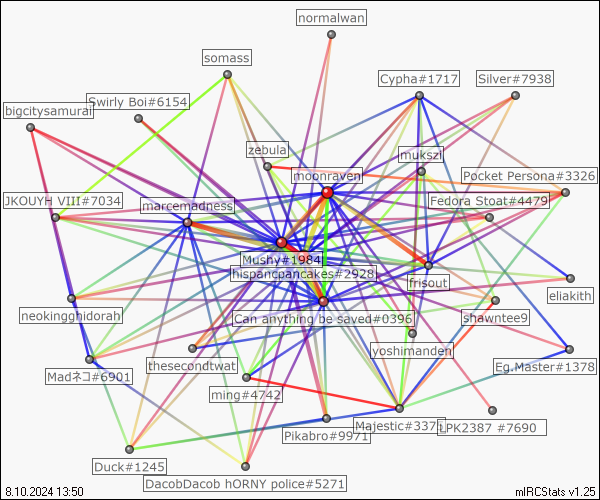 normalwan
somass
Cypha#1717
Silver#7938
Swirly Boi#6154
bigcitysamurai
zebula
mukszi
moonraven
Pocket Persona#3326
JKOUYH VIII#7034
marcemadness
Fedora Stoat#4479
Mushy#1984
hispanicpancakes#2928
frisout
eliakith
neokingghidorah
Can anything be saved#0396
shawntee9
yoshimanden
thesecondtwat
Eg.Master#1378
Madネコ#6901
ming#4742
Majestic#3375
LPK2387 #7690
Pikabro#9971
Duck#1245
DacobDacob hORNY police#5271
8.10.2024 13:50
mIRCStats v1.25